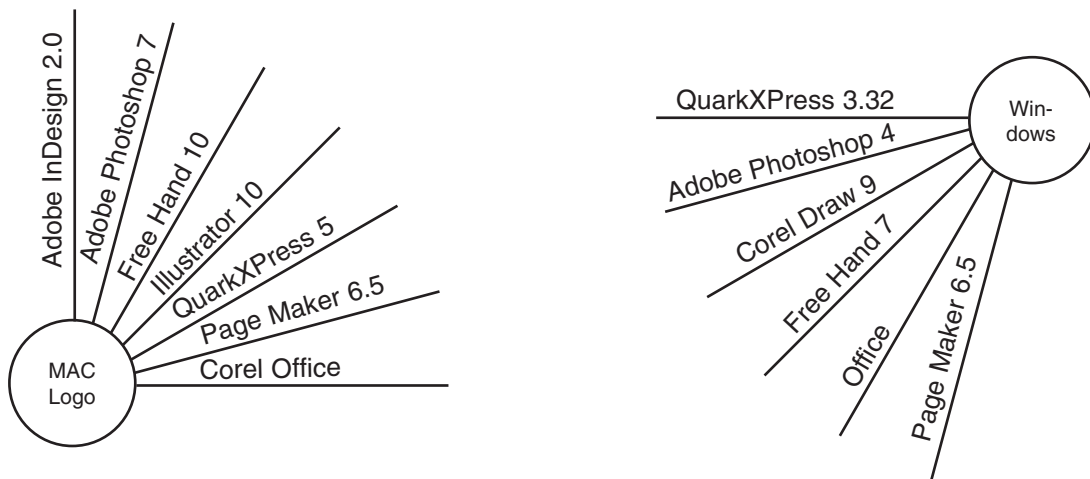 Adobe InDesign 2.0
Adobe Photoshop 7
Free Hand 10
Illustrator 10
QuarkXPress 5
Page Maker 6.5
Corel Office
MAC
Logo
QuarkXPress 3.32
Adobe Photoshop 4
Corel Draw 9
Free Hand 7
Office
Page Maker 6.5
Win-
dows